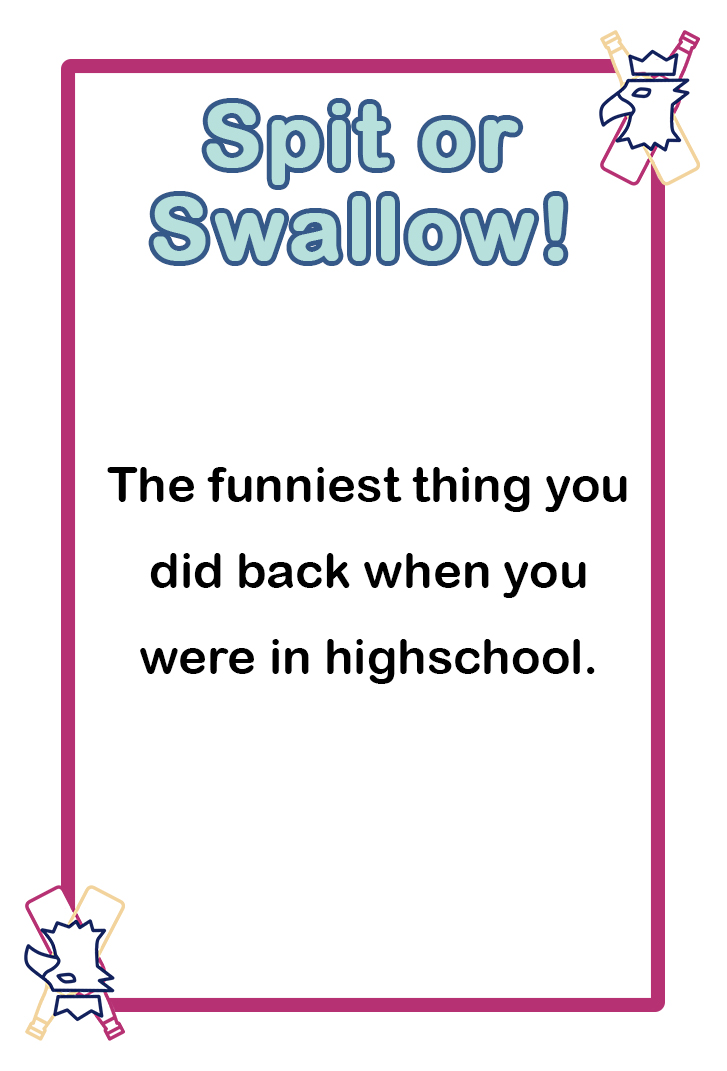 Spit or
Swallow!
The funniest thing you
did back when you
were in highschool.